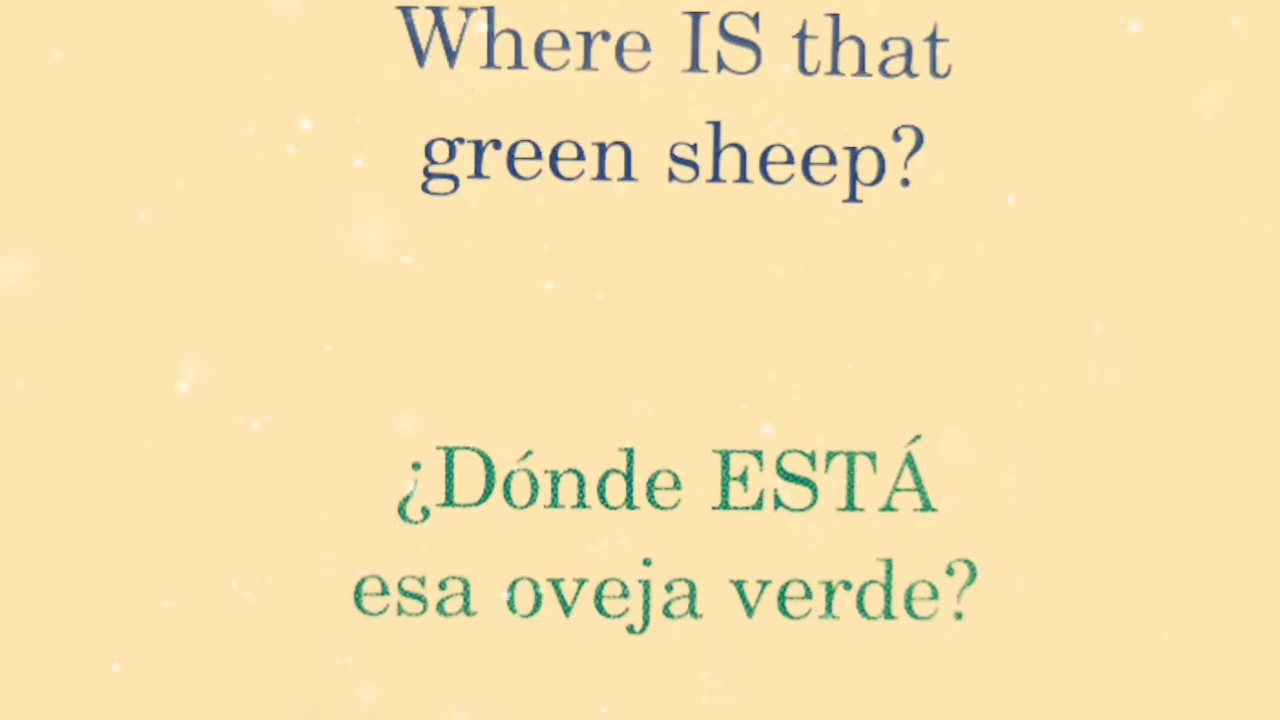 Where IS that
green sheep?
¿Dónde ESTÁ
esa oveja verde?